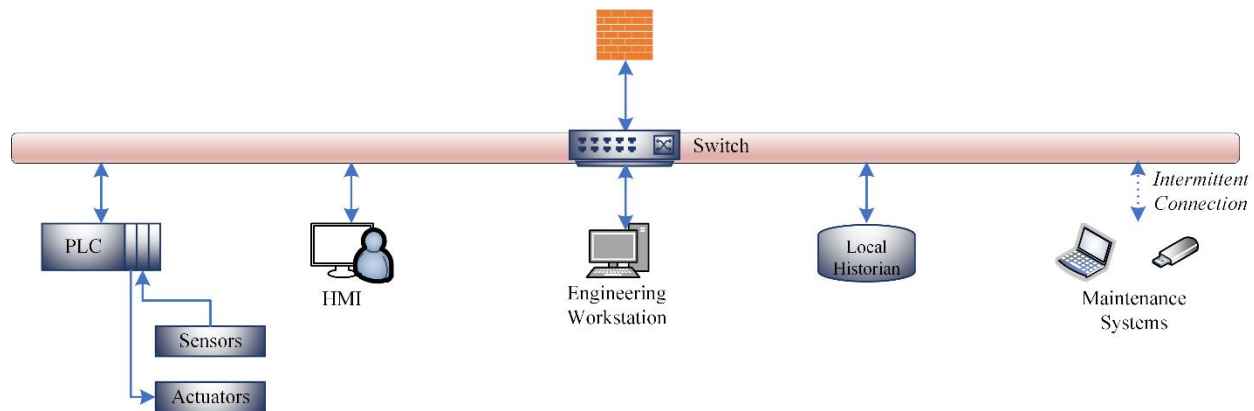 Switch
Intermittent
Connection
PLC
HMI
Engineering
Workstation
Local
Historian
Maintenance
Systems
Sensors
Actuators